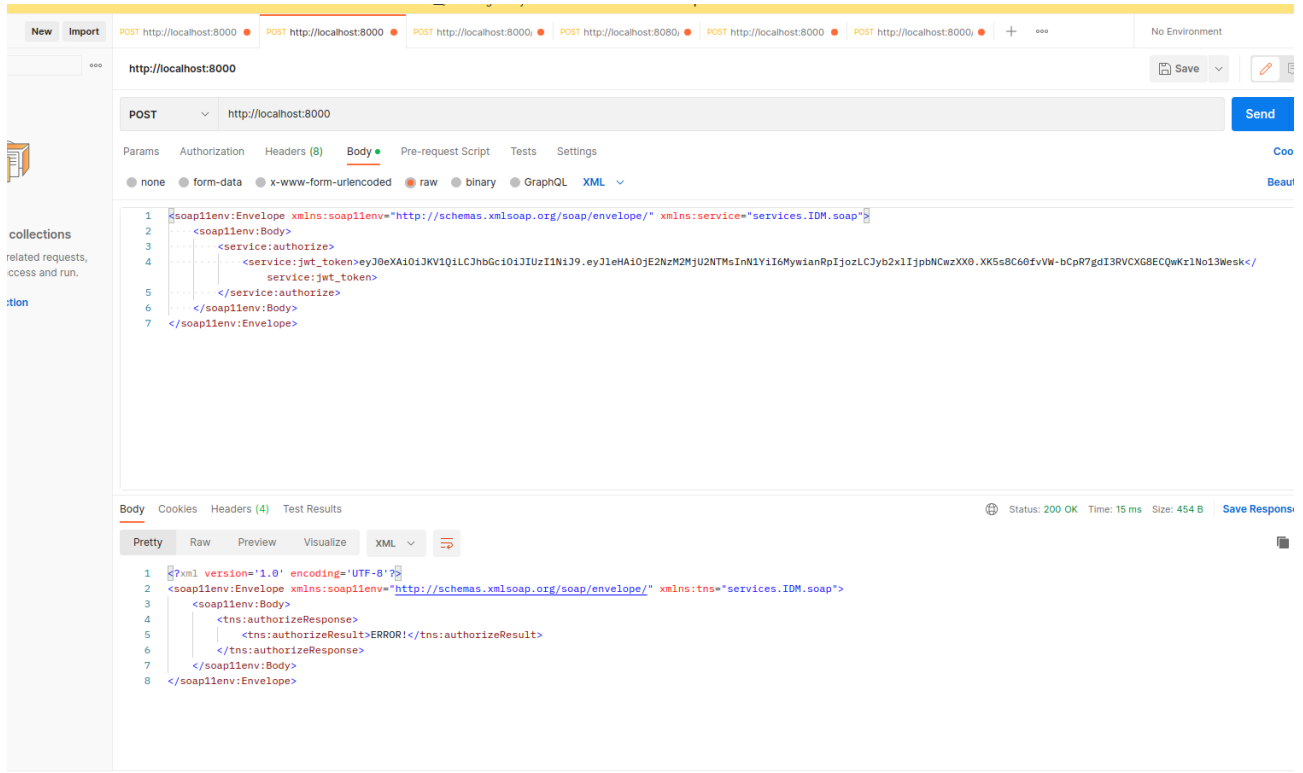 New Import POST http://localhost:8000 POST http://localhost:8000 POST http://localhost:8000/ POST http://localhost:8080/ POST http://localhost:8000 POST http://localhost:8000/ + ooo No Environment
ooo http://localhost:8000 Save
POST http://localhost:8000 Send
Params Authorization Headers (8) Body Pre-request Script Tests Settings Coo
none form-data x-www-form-urlencoded raw binary GraphQL XML Beaut
1 <soap11env:Envelope xmlns:soap11env="http://schemas.xmlsoap.org/soap/envelope/" xmlns:service="services.IDM.soap">
2 <soap11env:Body>
3 <service:authorize>
4 <service:jwt_token>eyJ0eXAiOiJKV1QiLCJhbGciOiJIUzI1NiJ9.eyJleHAiOjE2NzM2MjU2NTMsInN1YiI6MywianRpIjozLCJyb2xlIjpbNCwzXX0.XK5s8C60fvVW-bCpR7gdI3RVCXG8ECQwKrlNo13Wesk</
service:jwt_token>
5 </service:authorize>
6 </soap11env:Body>
7 </soap11env:Envelope>
collections
related requests,
access and run.
ction
Body Cookies Headers (4) Test Results Status: 200 OK Time: 15 ms Size: 454 B Save Response
Pretty Raw Preview Visualize XML
1 <?xml version='1.0' encoding='UTF-8'?>
2 <soap11env:Envelope xmlns:soap11env="http://schemas.xmlsoap.org/soap/envelope/" xmlns:tns="services.IDM.soap">
3 <soap11env:Body>
4 <tns:authorizeResponse>
5 <tns:authorizeResult>ERROR!</tns:authorizeResult>
6 </tns:authorizeResponse>
7 </soap11env:Body>
8 </soap11env:Envelope>